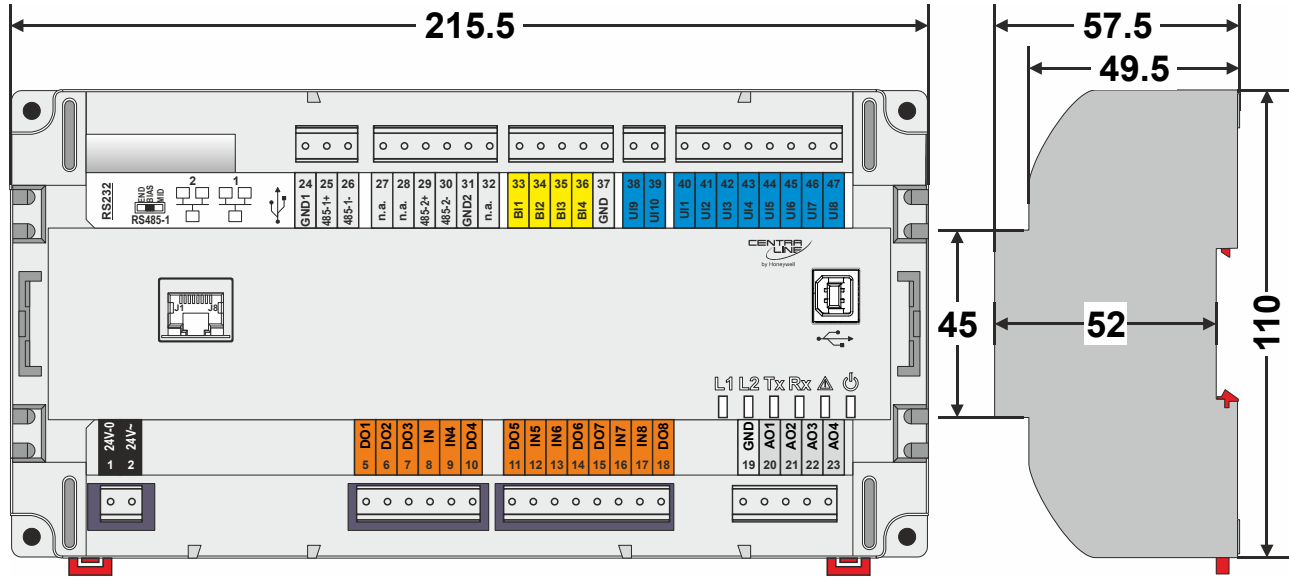 215.5
57.5
49.5
RS232
END
BIAS
MID
RS485-1
2
1
24 25 26 27 28 29 30 31 32 33 34 35 36 37 38 39 40 41 42 43 44 45 46 47
GND1 485-1+ 485-1- n.a. n.a. 485-2+ 485-2- GND2 n.a. BI1 BI2 BI3 BI4 GND UI9 UI10 UI1 UI2 UI3 UI4 UI5 UI6 UI7 UI8
CENTRA
LINE
by Honeywell
J1 J8
45
52
110
L1 L2 Tx Rx
24V-0 24V~ DO1 DO2 DO3 IN IN4 DO4 DO5 IN5 IN6 DO6 DO7 IN7 IN8 DO8 GND AO1 AO2 AO3 AO4
1 2 5 6 7 8 9 10 11 12 13 14 15 16 17 18 19 20 21 22 23